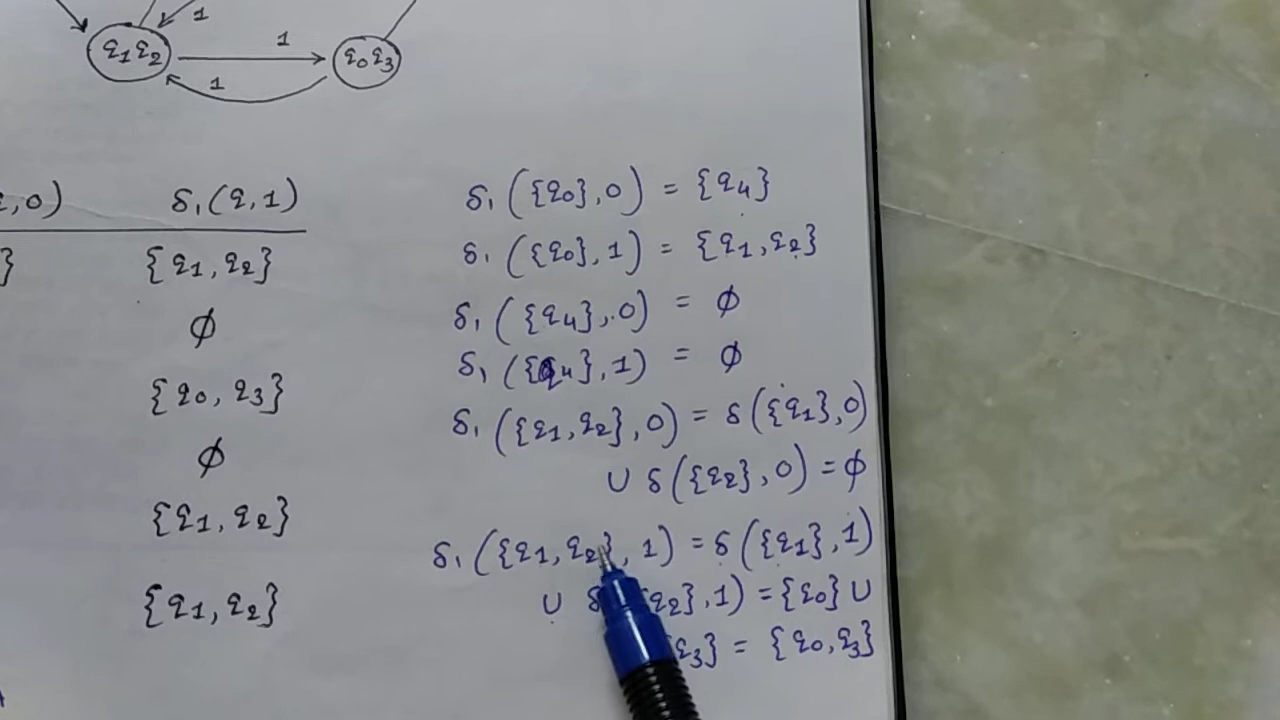 1
q1q2 1 q0q3
1
,0) δ1(q,1)
} {q1,q2}
φ
{q0,q3}
φ
{q1,q2}
{q1,q2}
δ1({q0},0) = {q4}
δ1({q0},1) = {q1,q2}
δ1({q4},0) = φ
δ1({q4},1) = φ
δ1({q1,q2},0) = δ({q1},0)
∪ δ({q2},0) = φ
δ1({q1,q2},1) = δ({q1},1)
∪ δ q2},1) = {q0} ∪
q3} = {q0,q3}